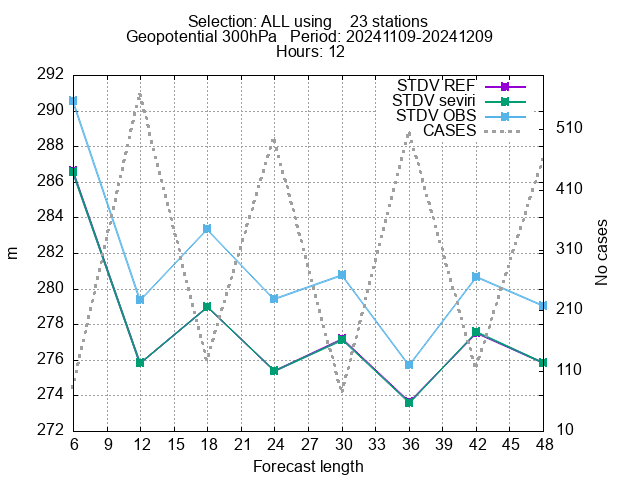 Selection: ALL using    23 stations
Geopotential 300hPa   Period: 20241109-20241209
Hours: 12
STDV REF
STDV seviri
STDV OBS
CASES
292
290
288
286
284
282
280
278
276
274
272
510
410
310
210
110
10
m
No cases
6 9 12 15 18 21 24 27 30 33 36 39 42 45 48
Forecast length